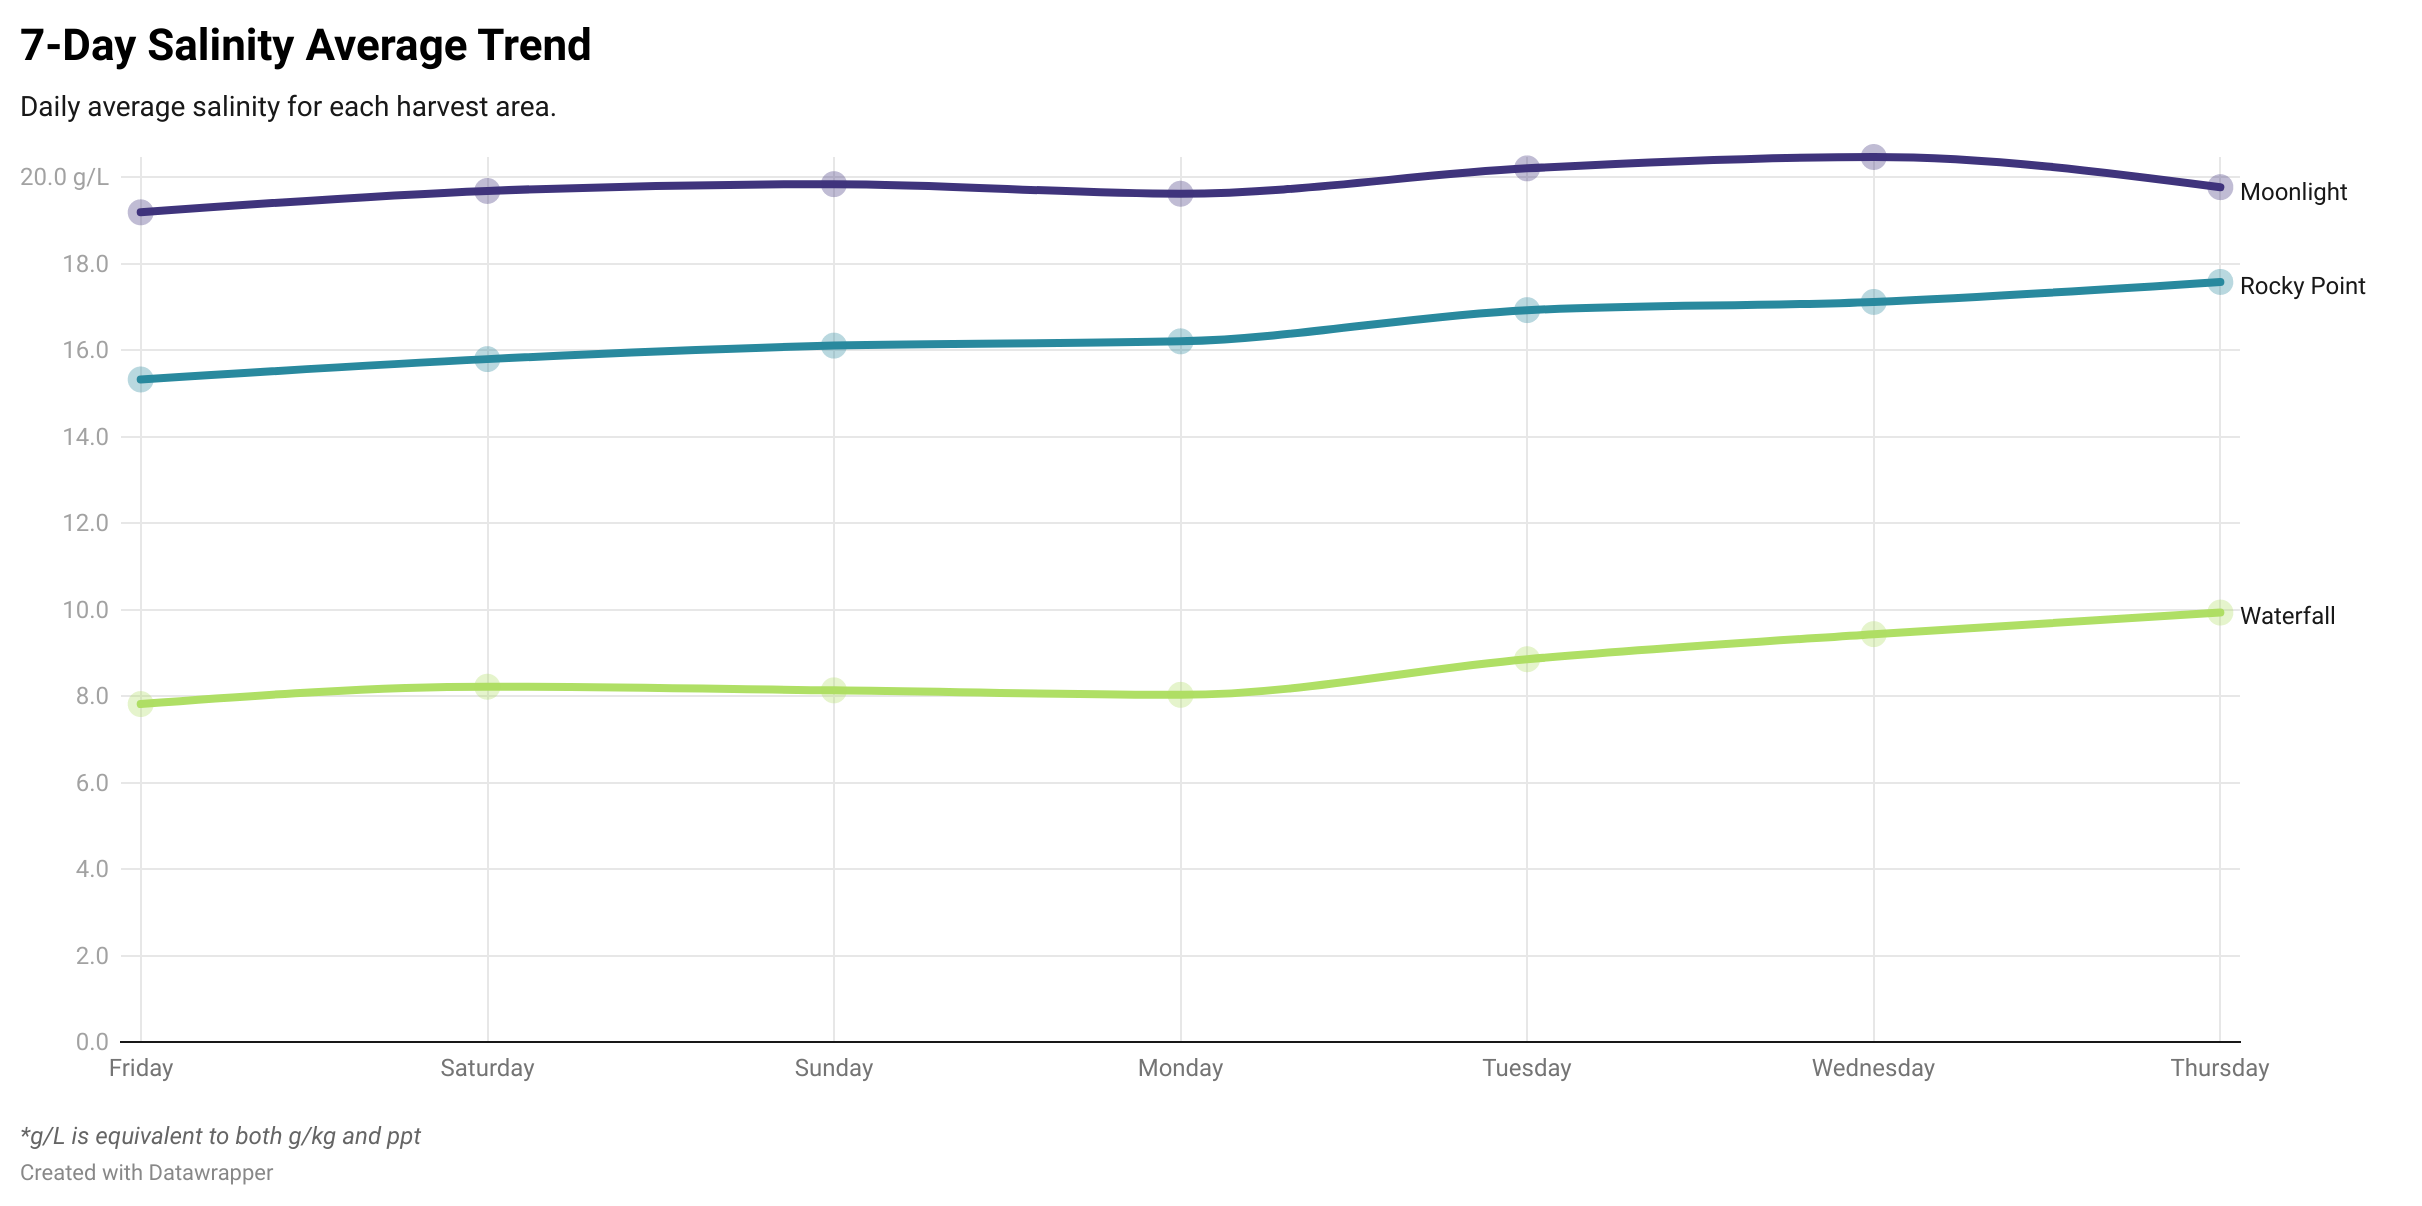 7-Day Salinity Average Trend
Daily average salinity for each harvest area.
20.0 g/L
18.0
16.0
14.0
12.0
10.0
8.0
6.0
4.0
2.0
0.0
Moonlight
Rocky Point
Waterfall
Friday Saturday Sunday Monday Tuesday Wednesday Thursday
*g/L is equivalent to both g/kg and ppt
Created with Datawrapper